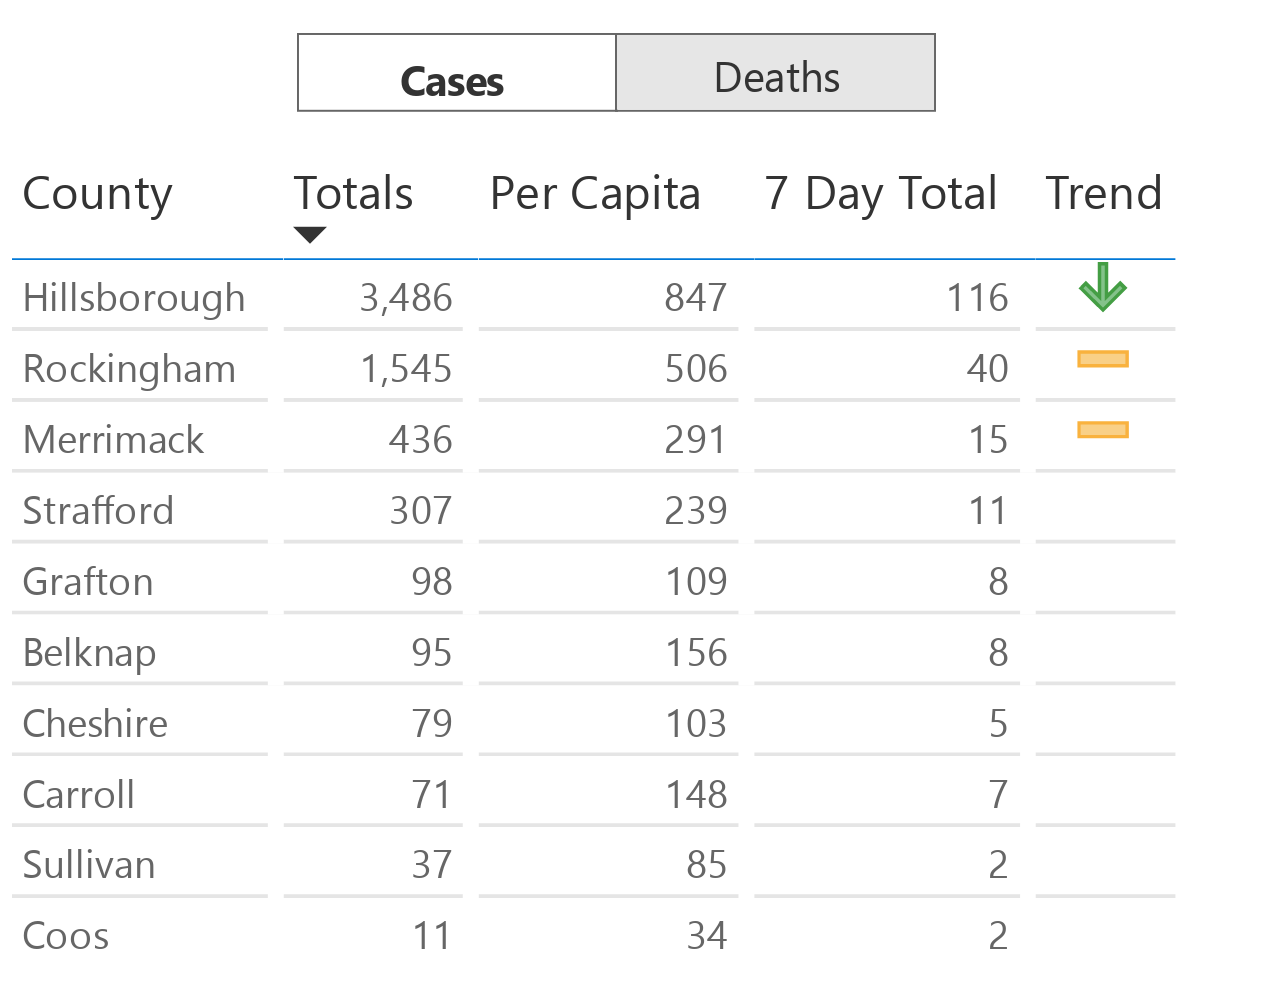 Cases Deaths
County Totals Per Capita 7 Day Total Trend
Hillsborough 3,486 847 116
Rockingham 1,545 506 40
Merrimack 436 291 15
Strafford 307 239 11
Grafton 98 109 8
Belknap 95 156 8
Cheshire 79 103 5
Carroll 71 148 7
Sullivan 37 85 2
Coos 11 34 2